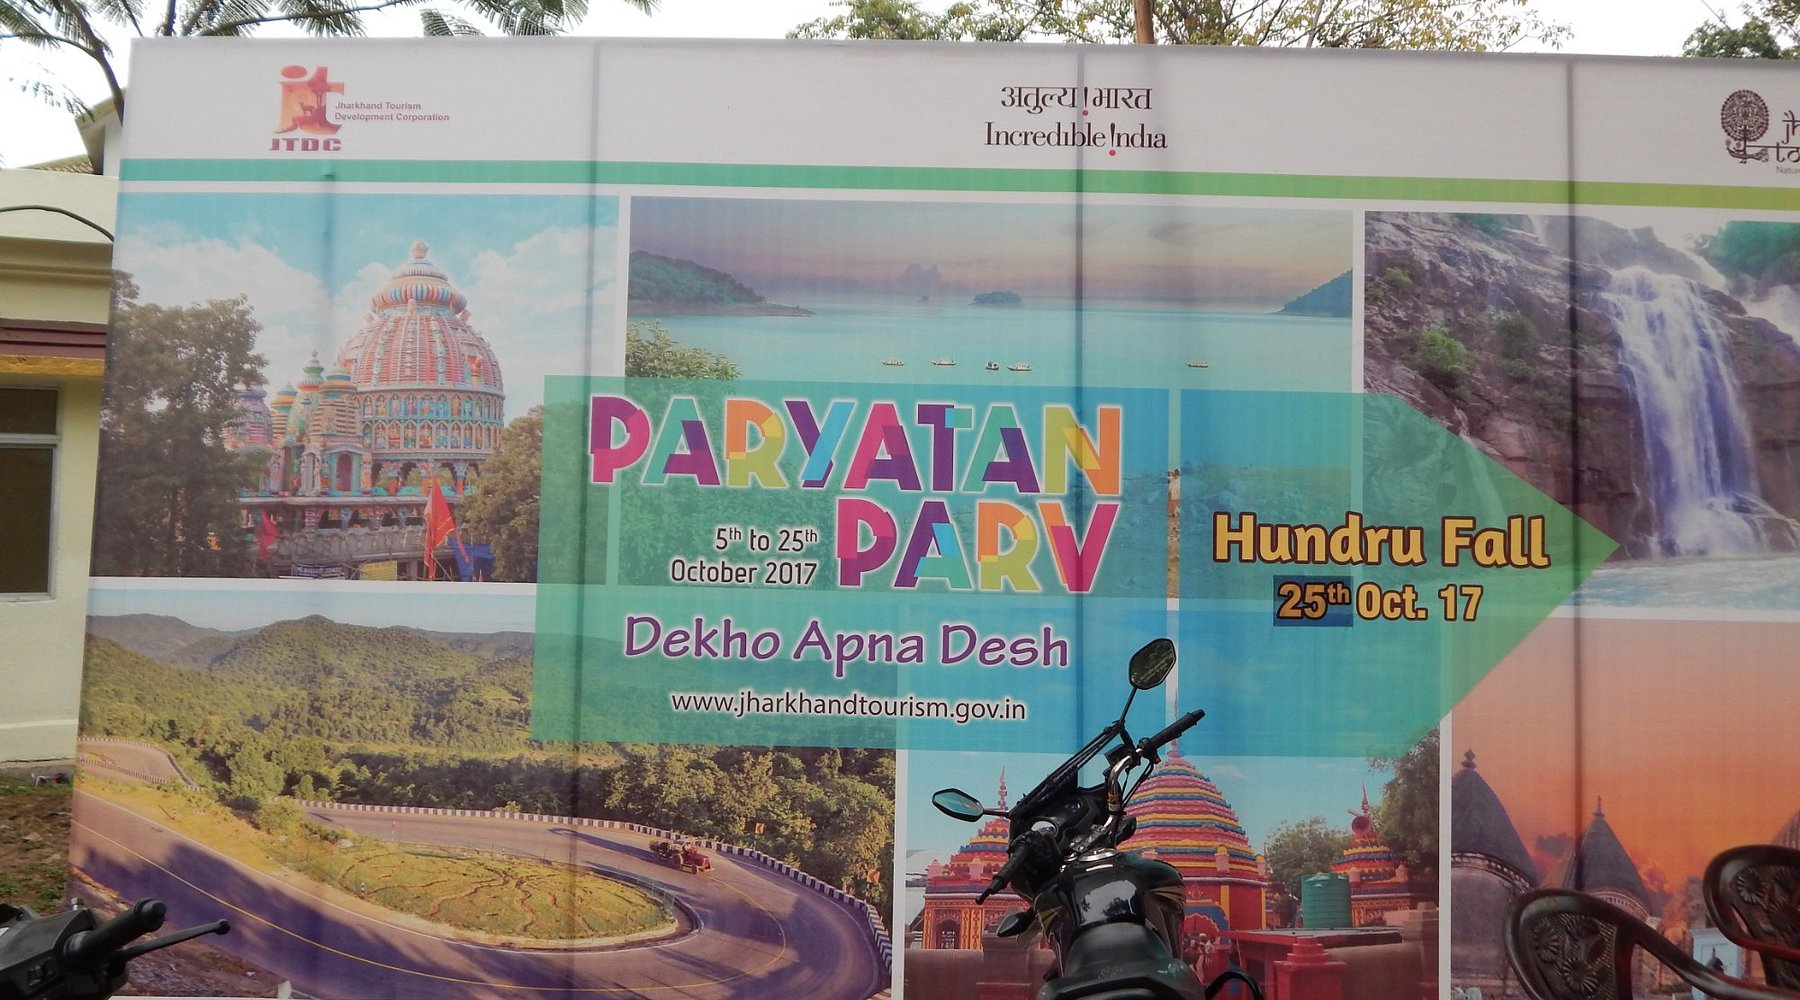 Jharkhand Tourism
Development Corporation
JTDC
अतुल्य!भारत
Incredible!ndia
PARYATAN
PARV
5th to 25th
October 2017
Dekho Apna Desh
www.jharkhandtourism.gov.in
Hundru Fall
25th Oct. 17